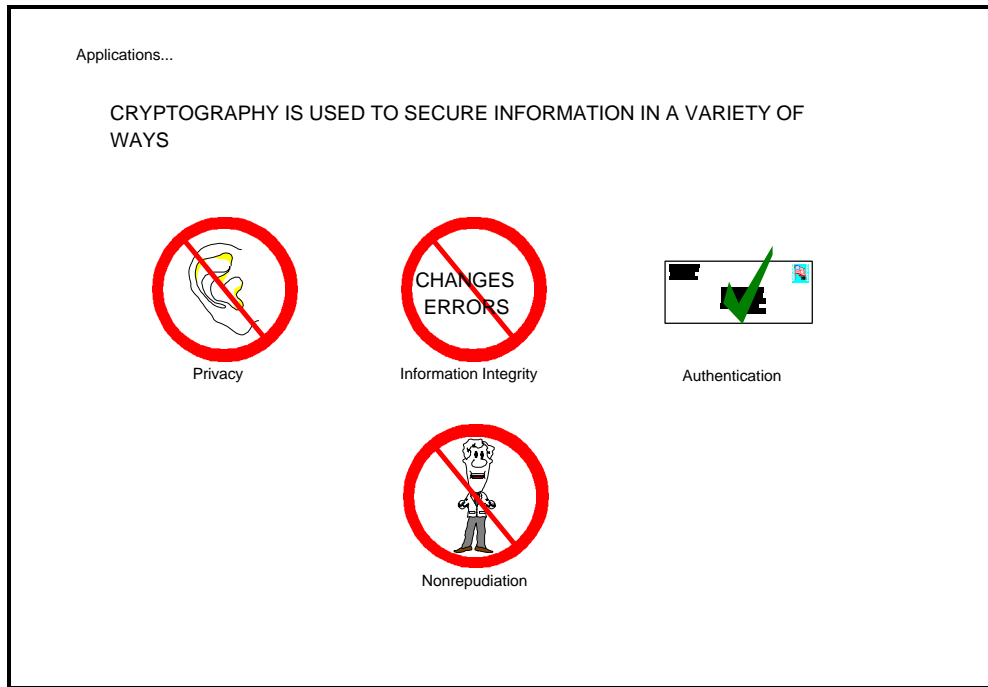 Applications...
CRYPTOGRAPHY IS USED TO SECURE INFORMATION IN A VARIETY OF
WAYS
CHANGES
ERRORS
Privacy
Information Integrity
Authentication
Nonrepudiation